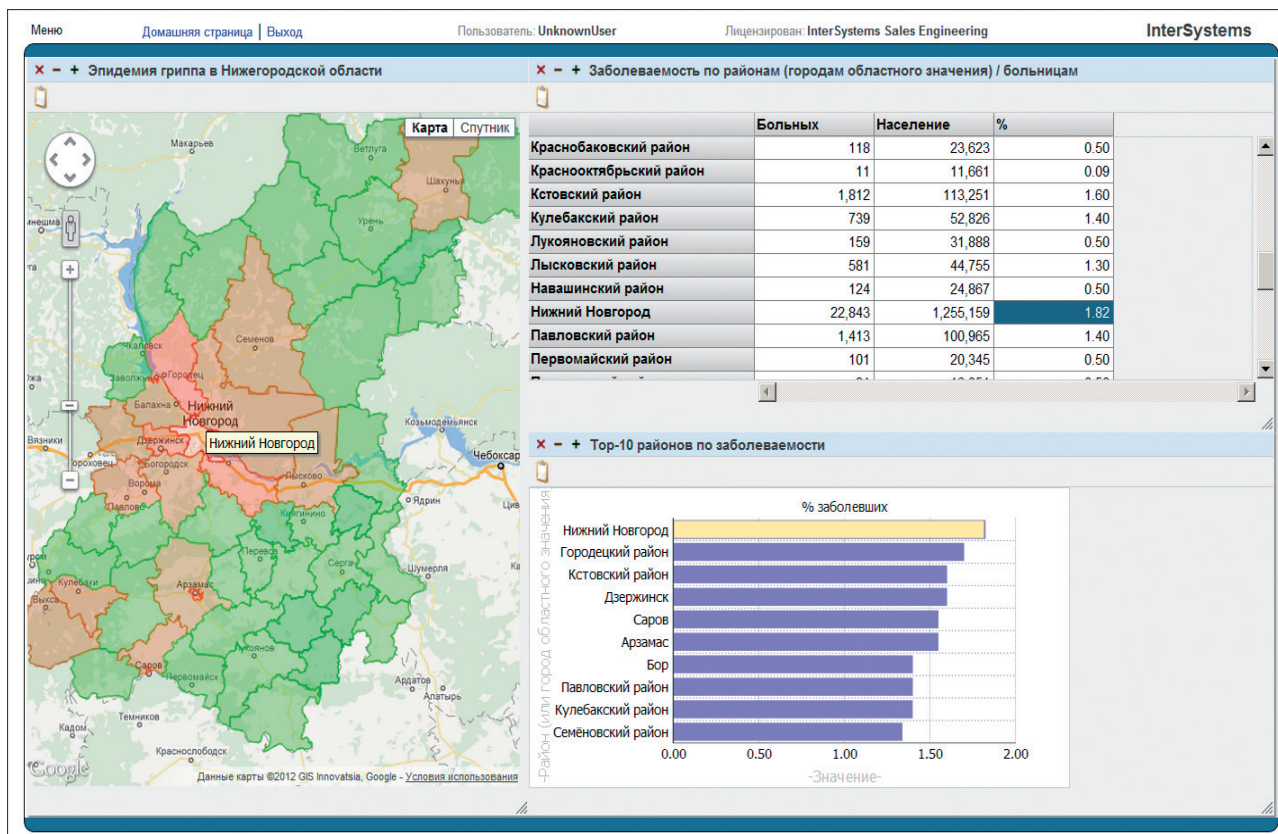 Меню
Домашняя страница | Выход
Пользователь: UnknownUser
Лицензирован: InterSystems Sales Engineering
InterSystems
× − + Эпидемия гриппа в Нижегородской области
Карта Спутник
Макарьев
Ветлуга
Шахунья
Урень
Чкаловск
Семенов
Городец
Балахна
Нижний
Новгород
Козьмодемьянск
Вязники
Дзержинск
Нижний Новгород
Чебоксар
Богородск
Лысково
Ворсма
Ядрин
Павлово
Княгинино
Перевоз
Сергач
Шумерля
Кулебаки
Арзамас
Выкса
Лукоянов
Саров
Первомайск
Ардатов
Алатырь
Темников
Кадом
Краснослободск
Google
Данные карты ©2012 GIS Innovatsia, Google - Условия использования
× − + Заболеваемость по районам (городам областного значения) / больницам
Больных Население %
Краснобаковский район 118 23,623 0.50
Краснооктябрьский район 11 11,661 0.09
Кстовский район 1,812 113,251 1.60
Кулебакский район 739 52,826 1.40
Лукояновский район 159 31,888 0.50
Лысковский район 581 44,755 1.30
Навашинский район 124 24,867 0.50
Нижний Новгород 22,843 1,255,159 1.82
Павловский район 1,413 100,965 1.40
Первомайский район 101 20,345 0.50
× − + Top-10 районов по заболеваемости
% заболевших
-Район (или город областного значения
Нижний Новгород
Городецкий район
Кстовский район
Дзержинск
Саров
Арзамас
Бор
Павловский район
Кулебакский район
Семёновский район
0.00 0.50 1.00 1.50 2.00
-Значение-